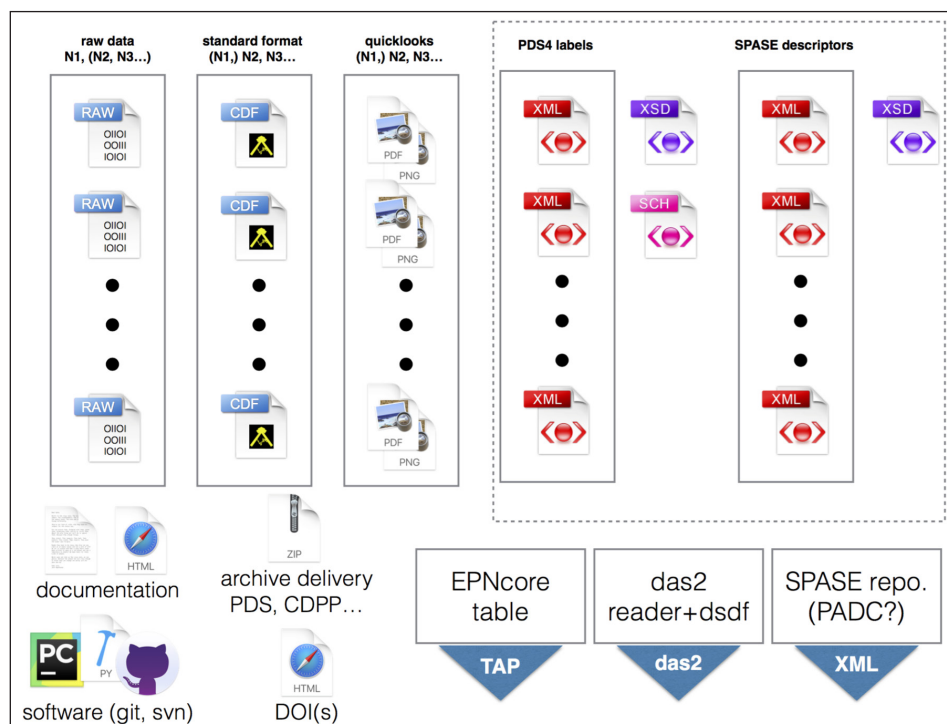 raw data
N1, (N2, N3...)
standard format
(N1,) N2, N3...
quicklooks
(N1,) N2, N3...
PDS4 labels
SPASE descriptors
RAW
OIIOI
OOIII
IOIOI
CDF
PDF
PNG
XML
XSD
XML
XSD
RAW
OIIOI
OOIII
IOIOI
CDF
PDF
PNG
XML
SCH
XML
RAW
OIIOI
OOIII
IOIOI
CDF
PDF
PNG
XML
XML
HTML
documentation
ZIP
archive delivery
PDS, CDPP...
PC
PY
software (git, svn)
HTML
DOI(s)
EPNcore
table
TAP
das2
reader+dsdf
das2
SPASE repo.
(PADC?)
XML